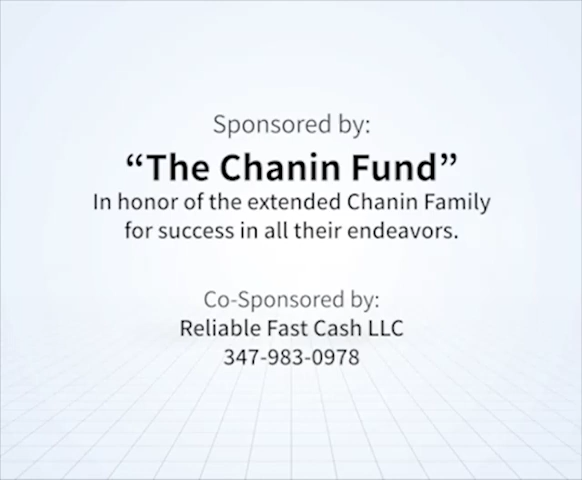 Sponsored by:
“The Chanin Fund”
In honor of the extended Chanin Family
for success in all their endeavors.
Co-Sponsored by:
Reliable Fast Cash LLC
347-983-0978